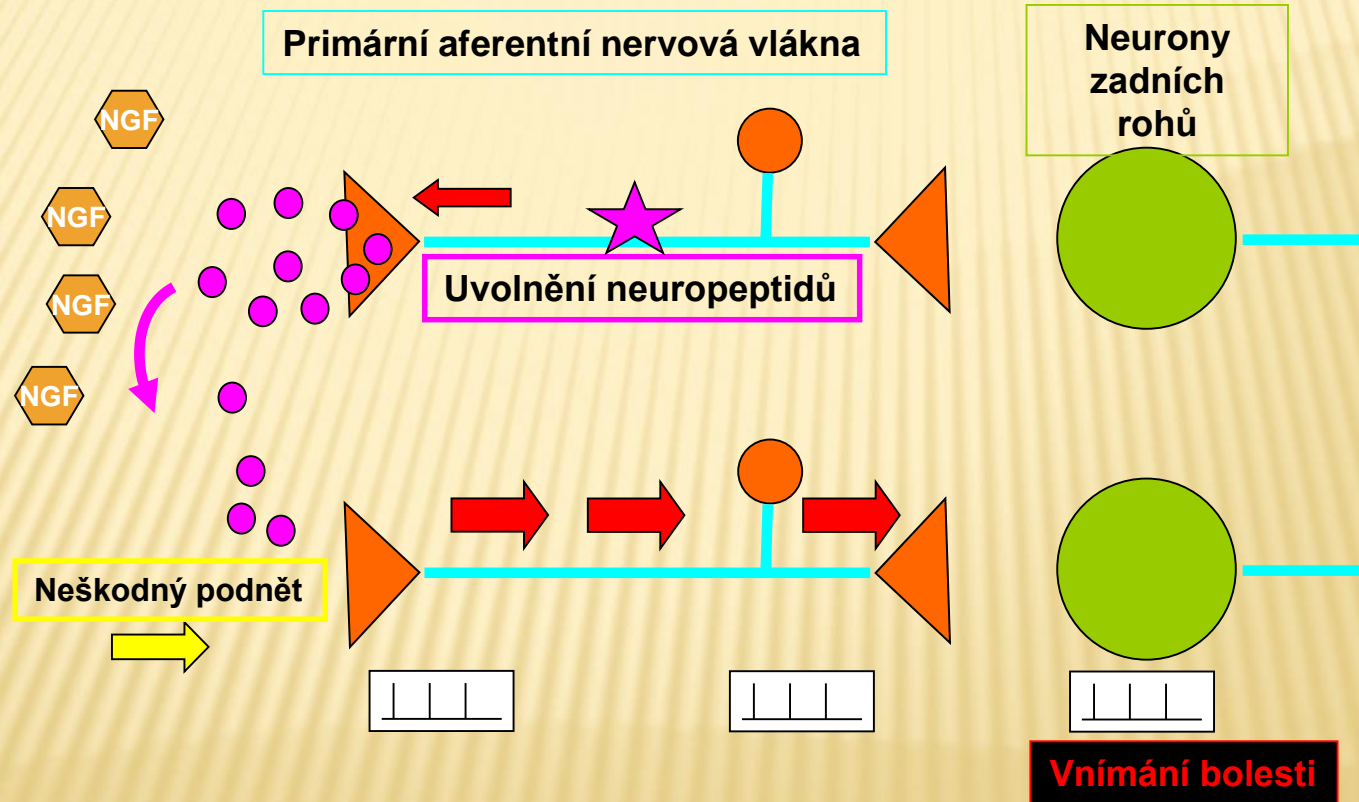 Primární aferentní nervová vlákna
Neurony
zadních
rohů
NGF
NGF
NGF
NGF
Uvolnění neuropeptidů
Neškodný podnět
Vnímání bolesti